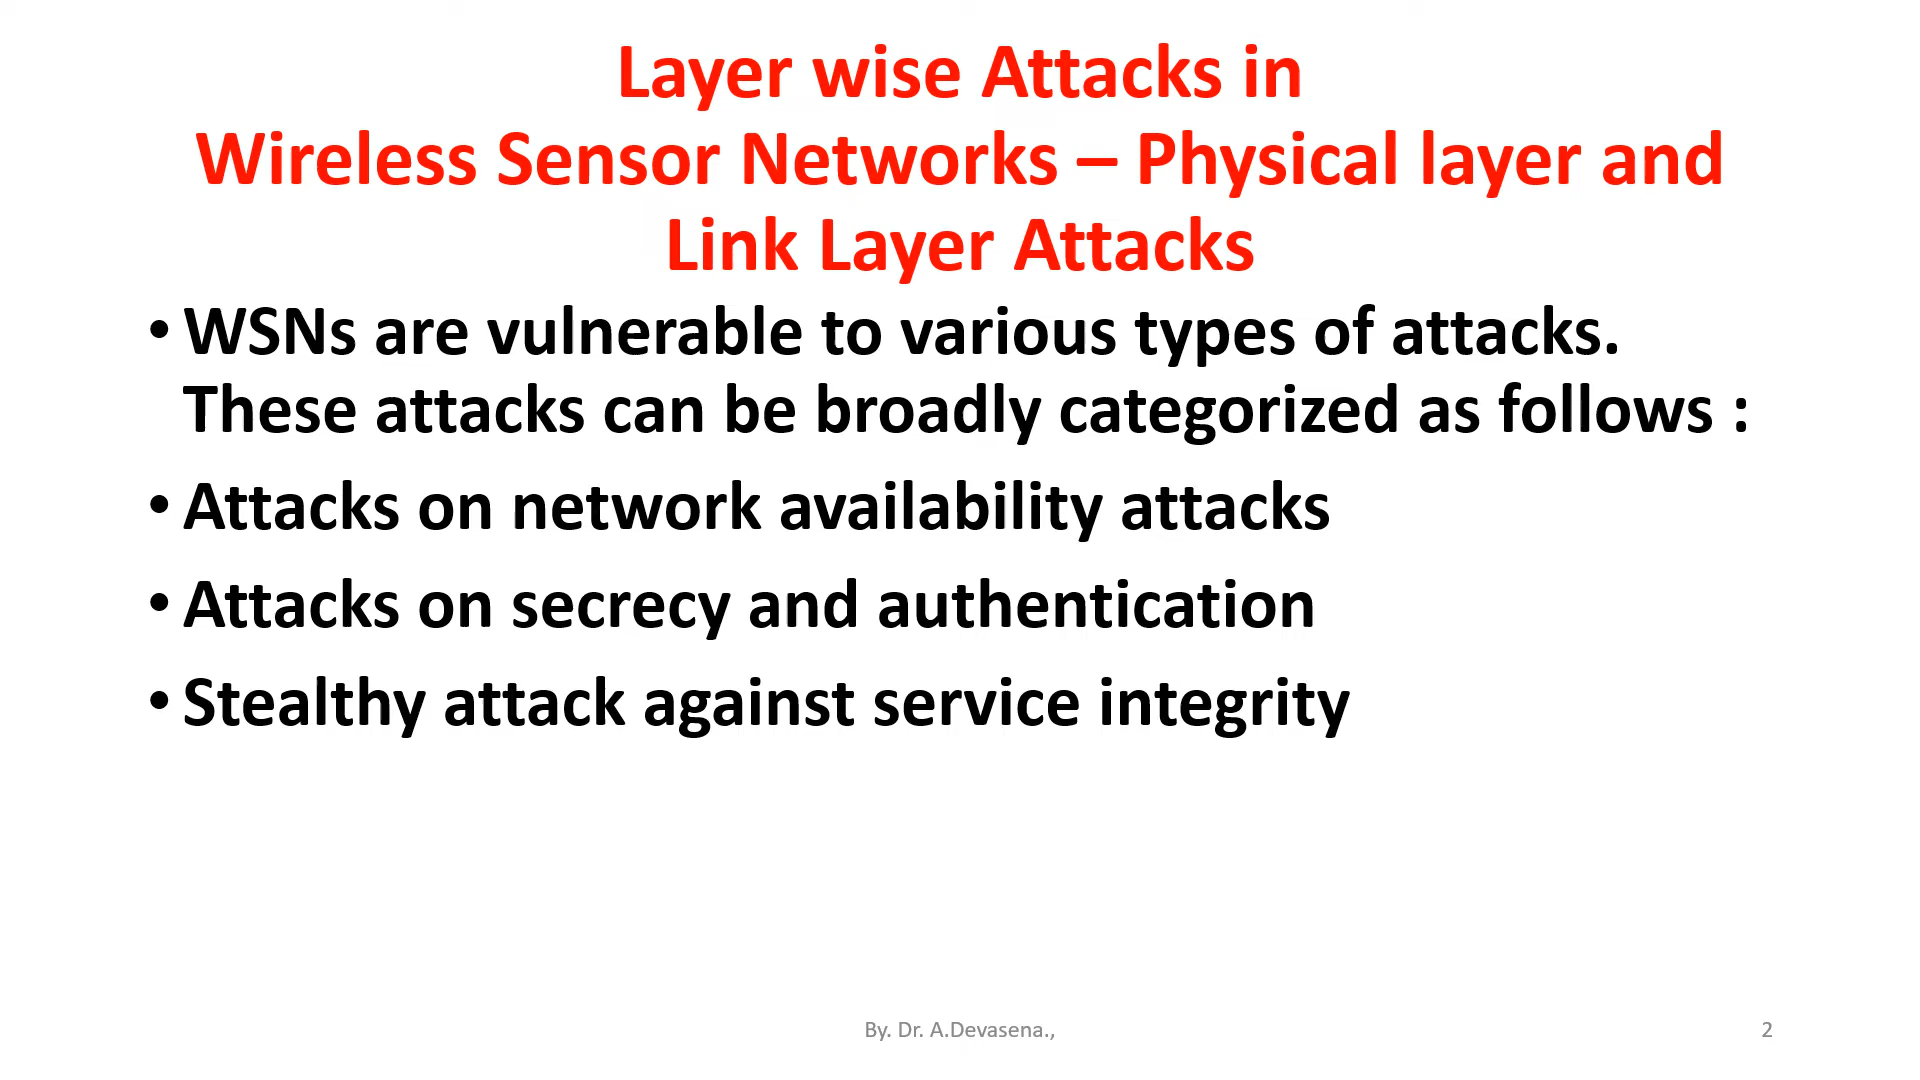 Layer wise Attacks in
Wireless Sensor Networks – Physical layer and
Link Layer Attacks
• WSNs are vulnerable to various types of attacks.
These attacks can be broadly categorized as follows :
• Attacks on network availability attacks
• Attacks on secrecy and authentication
• Stealthy attack against service integrity
By. Dr. A.Devasena.,
2